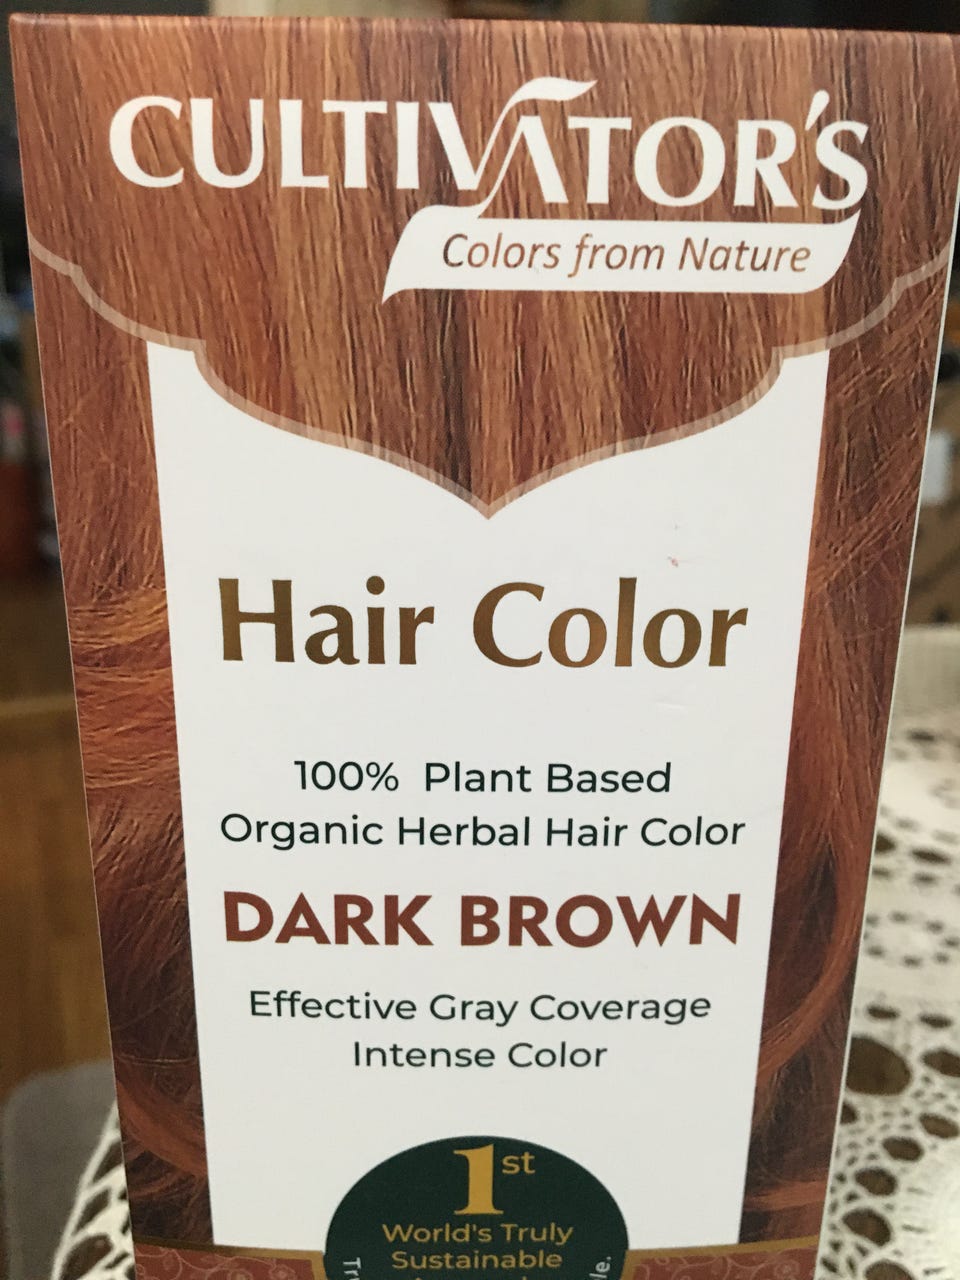 CULTIVATOR'S
Colors from Nature
Hair Color
100% Plant Based
Organic Herbal Hair Color
DARK BROWN
Effective Gray Coverage
Intense Color
1st
World's Truly
Sustainable